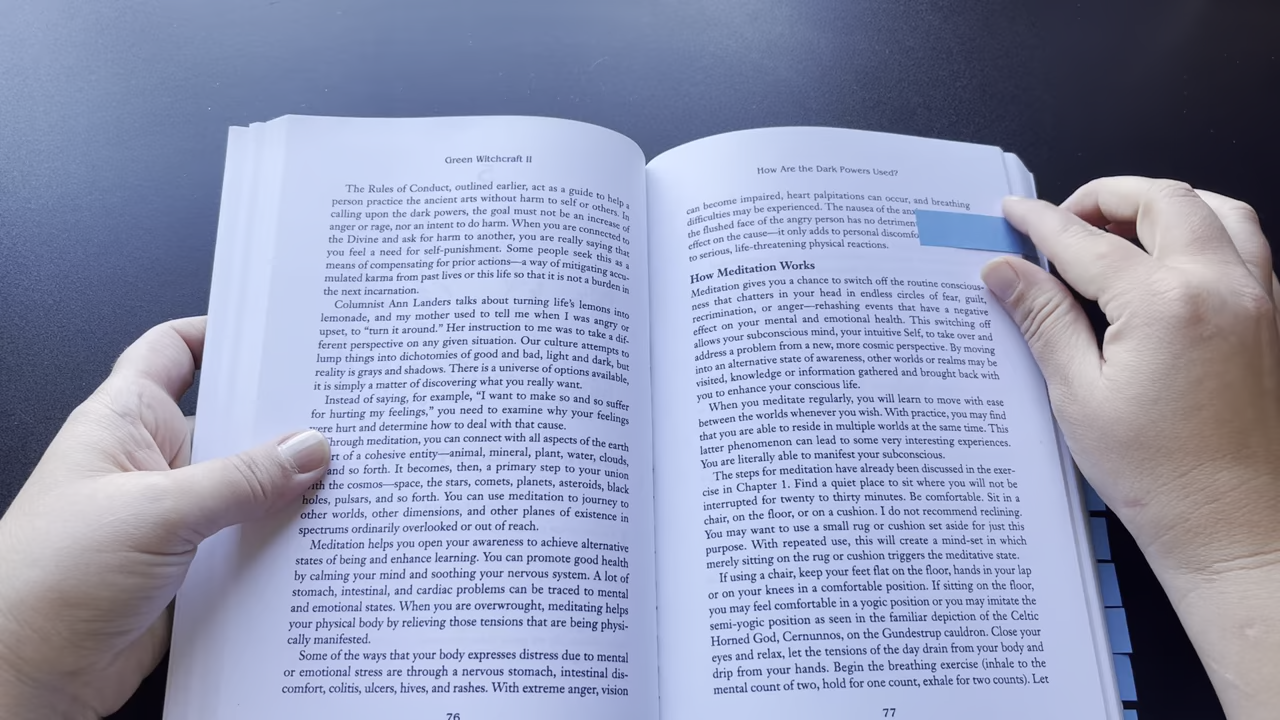 Green Witchcraft II
The Rules of Conduct, outlined earlier, act as a guide to help a
person practice the ancient arts without harm to self or others. In
calling upon the dark powers, the goal must not be an increase of
anger or rage, nor an intent to do harm. When you are connected to
the Divine and ask for harm to another, you are really saying that
you feel a need for self-punishment. Some people seek this as a
means of compensating for prior actions—a way of mitigating accu-
mulated karma from past lives or this life so that it is not a burden in
the next incarnation.
Columnist Ann Landers talks about turning life's lemons into
lemonade, and my mother used to tell me when I was angry or
upset, to “turn it around.” Her instruction to me was to take a dif-
ferent perspective on any given situation. Our culture attempts to
lump things into dichotomies of good and bad, light and dark, but
reality is grays and shadows. There is a universe of options available,
it is simply a matter of discovering what you really want.
Instead of saying, for example, “I want to make so and so suffer
for hurting my feelings,” you need to examine why your feelings
were hurt and determine how to deal with that cause.
Through meditation, you can connect with all aspects of the earth
of a cohesive entity—animal, mineral, plant, water, clouds,
and so forth. It becomes, then, a primary step to your union
with the cosmos—space, the stars, comets, planets, asteroids, black
holes, pulsars, and so forth. You can use meditation to journey to
other worlds, other dimensions, and other planes of existence in
spectrums ordinarily overlooked or out of reach.
Meditation helps you open your awareness to achieve alternative
states of being and enhance learning. You can promote good health
by calming your mind and soothing your nervous system. A lot of
stomach, intestinal, and cardiac problems can be traced to mental
and emotional states. When you are overwrought, meditating helps
your physical body by relieving those tensions that are being physi-
cally manifested.
Some of the ways that your body expresses distress due to mental
or emotional stress are through a nervous stomach, intestinal dis-
comfort, colitis, ulcers, hives, and rashes. With extreme anger, vision
76
How Are the Dark Powers Used?
can become impaired, heart palpitations can occur, and breathing
difficulties may be experienced. The nausea of the
the flushed face of the angry person has no
effect on the cause—it only adds to personal
to serious, life-threatening physical reactions.
How Meditation Works
Meditation gives you a chance to switch off the routine conscious-
ness that chatters in your head in endless circles of fear, guilt,
recrimination, or anger—rehashing events that have a negative
effect on your mental and emotional health. This switching off
allows your subconscious mind, your intuitive Self, to take over and
address a problem from a new, more cosmic perspective. By moving
into an alternative state of awareness, other worlds or realms may be
visited, knowledge or information gathered and brought back with
you to enhance your conscious life.
When you meditate regularly, you will learn to move with ease
between the worlds whenever you wish. With practice, you may find
that you are able to reside in multiple worlds at the same time. This
latter phenomenon can lead to some very interesting experiences.
You are literally able to manifest your subconscious.
The steps for meditation have already been discussed in the exer-
cise in Chapter 1. Find a quiet place to sit where you will not be
interrupted for twenty to thirty minutes. Be comfortable. Sit in a
chair, on the floor, or on a cushion. I do not recommend reclining.
You may want to use a small rug or cushion set aside for just this
purpose. With repeated use, this will create a mind-set in which
merely sitting on the rug or cushion triggers the meditative state.
If using a chair, keep your feet flat on the floor, hands in your lap
or on your knees in a comfortable position. If sitting on the floor,
you may feel comfortable in a yogic position or you may imitate the
semi-yogic position as seen in the familiar depiction of the Celtic
Horned God, Cernunnos, on the Gundestrup cauldron. Close your
eyes and relax, let the tensions of the day drain from your body and
drip from your hands. Begin the breathing exercise (inhale to the
mental count of two, hold for one count, exhale for two counts). Let
77